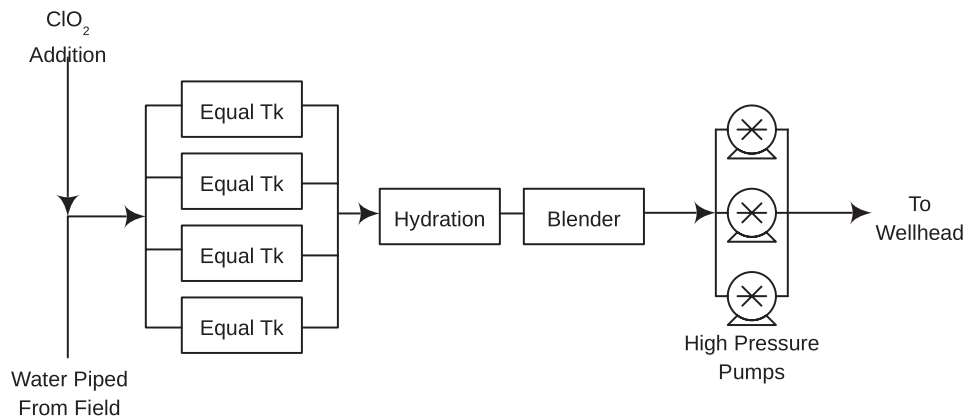 ClO₂
Addition
Equal Tk
Equal Tk
Equal Tk
Equal Tk
Hydration
Blender
To
Wellhead
High Pressure
Pumps
Water Piped
From Field